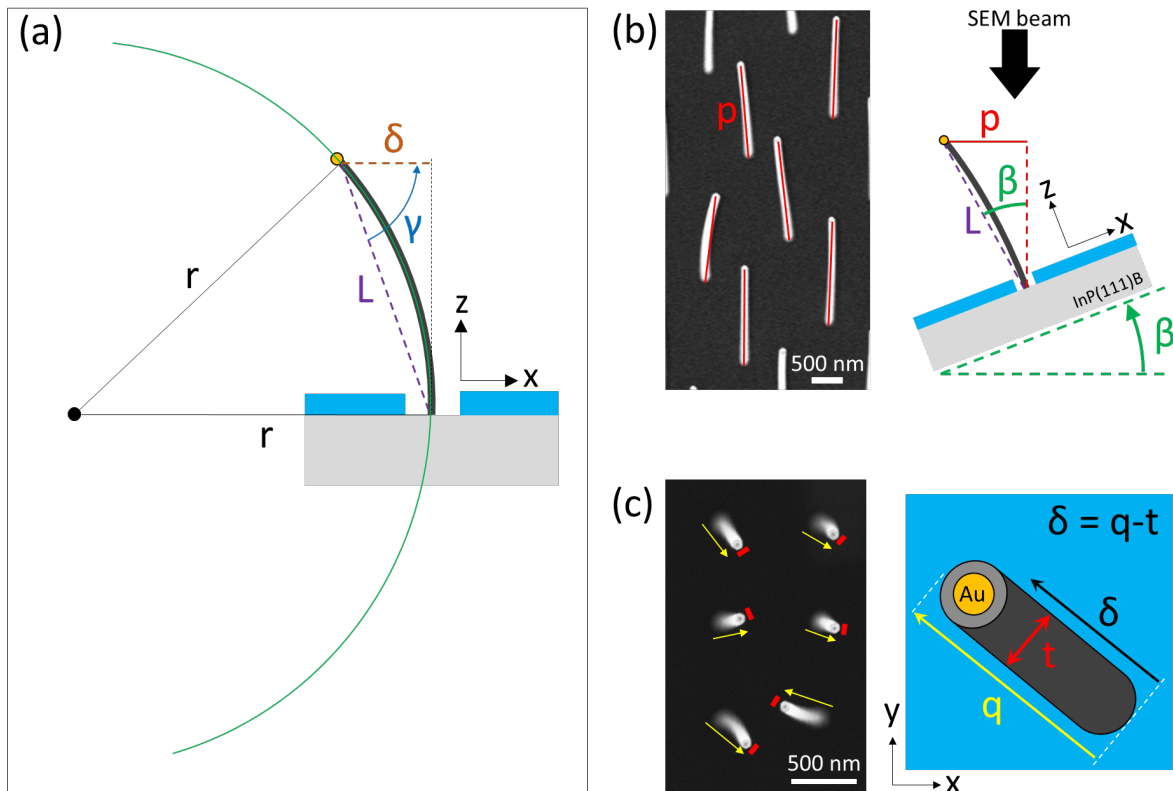 (a)
δ
γ
r
L
z
x
r
(b)
p
500 nm
SEM beam
p
β
L
z
x
InP(111)B
β
(c)
500 nm
δ = q-t
Au
δ
t
q
y
x